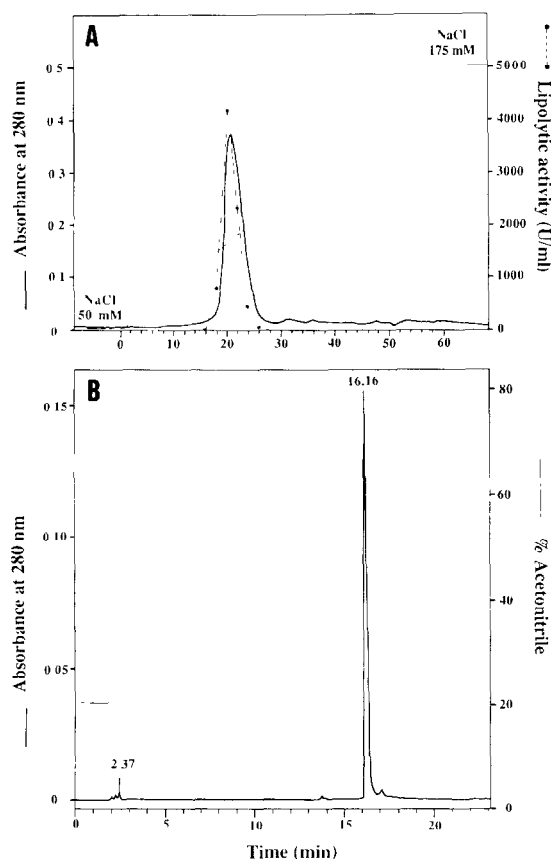 A
NaCl
175 mM
0 5
0 4
0.3
0 2
0 1
0
Absorbance at 280 nm
5000
4000
3000
2000
1000
0
Lipolytic activity (U/ml)
NaCl
50 mM
0 10 20 30 40 50 60
B
16.16
0 15
0.10
0 05
0
Absorbance at 280 nm
80
60
40
20
0
% Acetonitrile
2 37
0 5 10 15 20
Time (min)